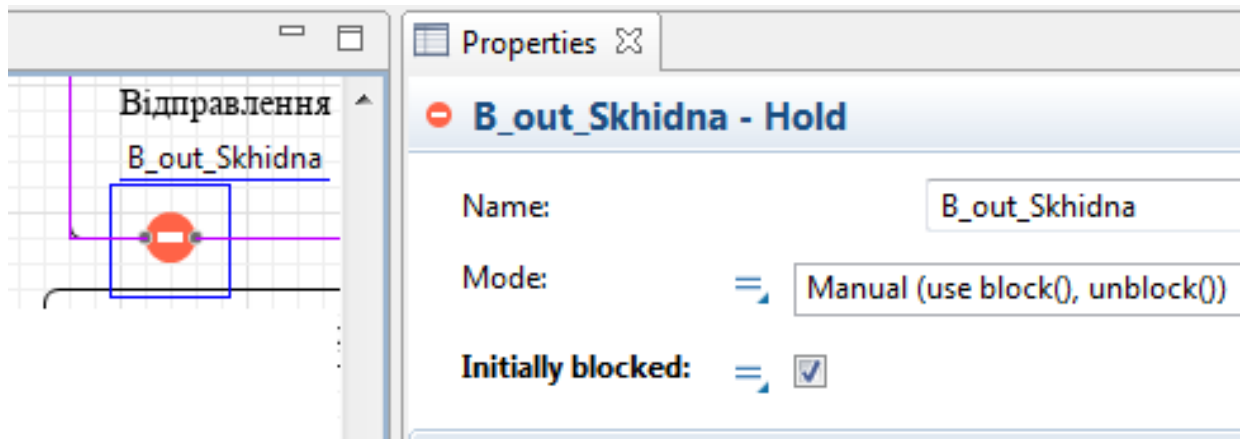 Відправлення
B_out_Skhidna
Properties
B_out_Skhidna - Hold
Name:
B_out_Skhidna
Mode:
Manual (use block(), unblock())
Initially blocked: